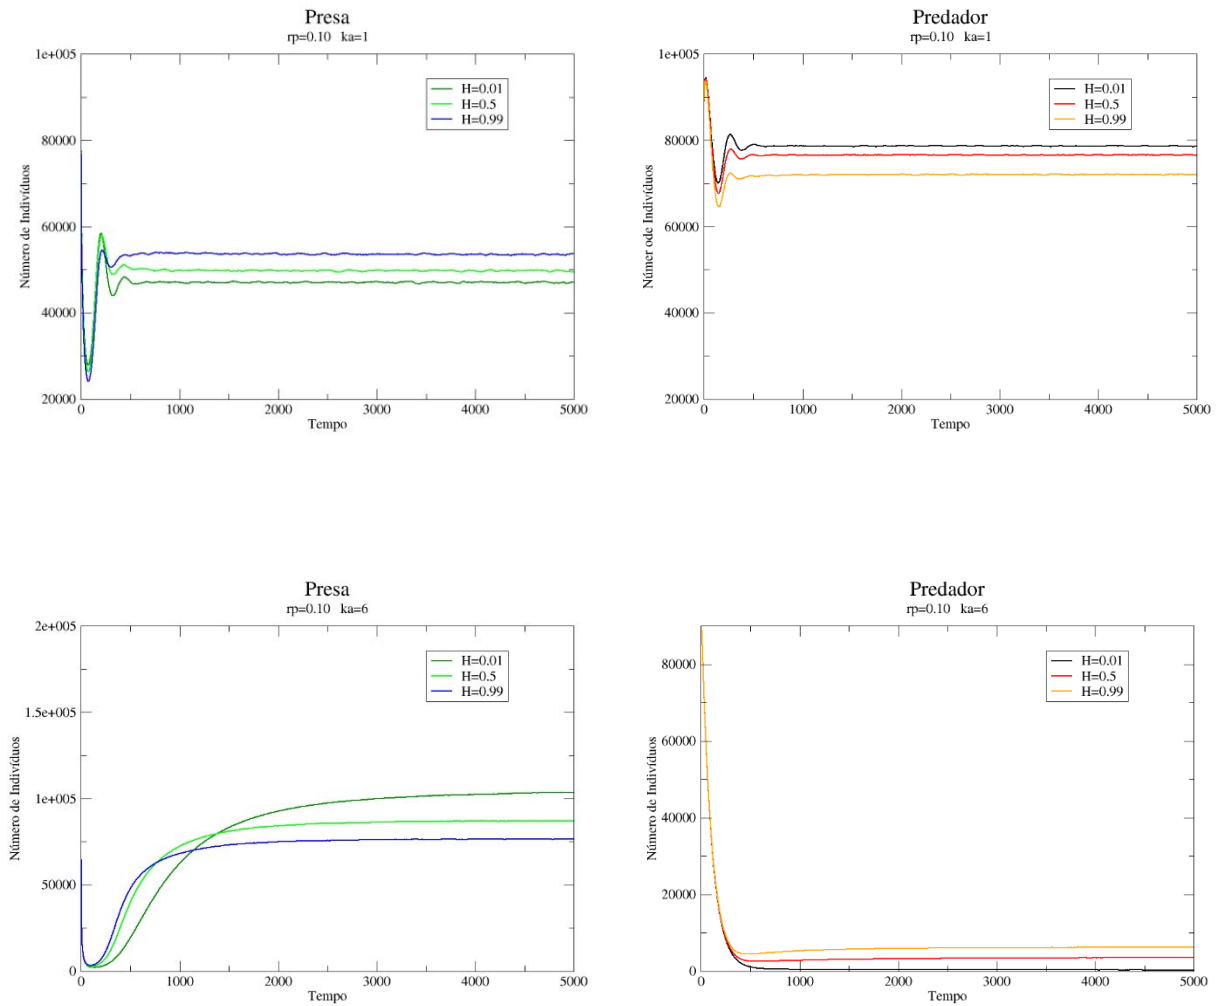 Presa
rp=0.10 ka=1
1e+005
80000
60000
40000
20000
Número de Indivíduos
H=0.01
H=0.5
H=0.99
0 1000 2000 3000 4000 5000
Tempo
Predador
rp=0.10 ka=1
1e+005
80000
60000
40000
20000
Númer ode Indivíduos
H=0.01
H=0.5
H=0.99
0 1000 2000 3000 4000 5000
Tempo
Presa
rp=0.10 ka=6
2e+005
1.5e+005
1e+005
50000
0
Número de Indivíduos
H=0.01
H=0.5
H=0.99
0 1000 2000 3000 4000 5000
Tempo
Predador
rp=0.10 ka=6
80000
60000
40000
20000
0
Número de Indivíduos
H=0.01
H=0.5
H=0.99
0 1000 2000 3000 4000 5000
Tempo